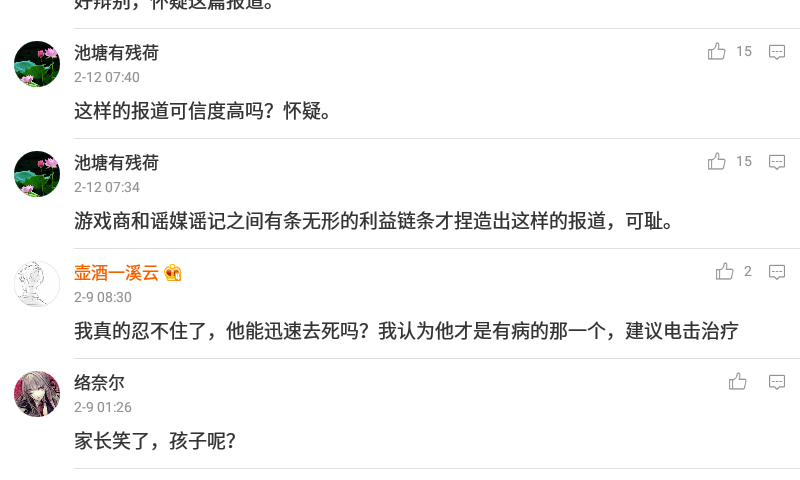 好辩别，怀疑这篇报道。
池塘有残荷
15
2-12 07:40
这样的报道可信度高吗？怀疑。
池塘有残荷
15
2-12 07:34
游戏商和谣媒谣记之间有条无形的利益链条才捏造出这样的报道，可耻。
壶酒一溪云
2
2-9 08:30
我真的忍不住了，他能迅速去死吗？我认为他才是有病的那一个，建议电击治疗
络奈尔
2-9 01:26
家长笑了，孩子呢？